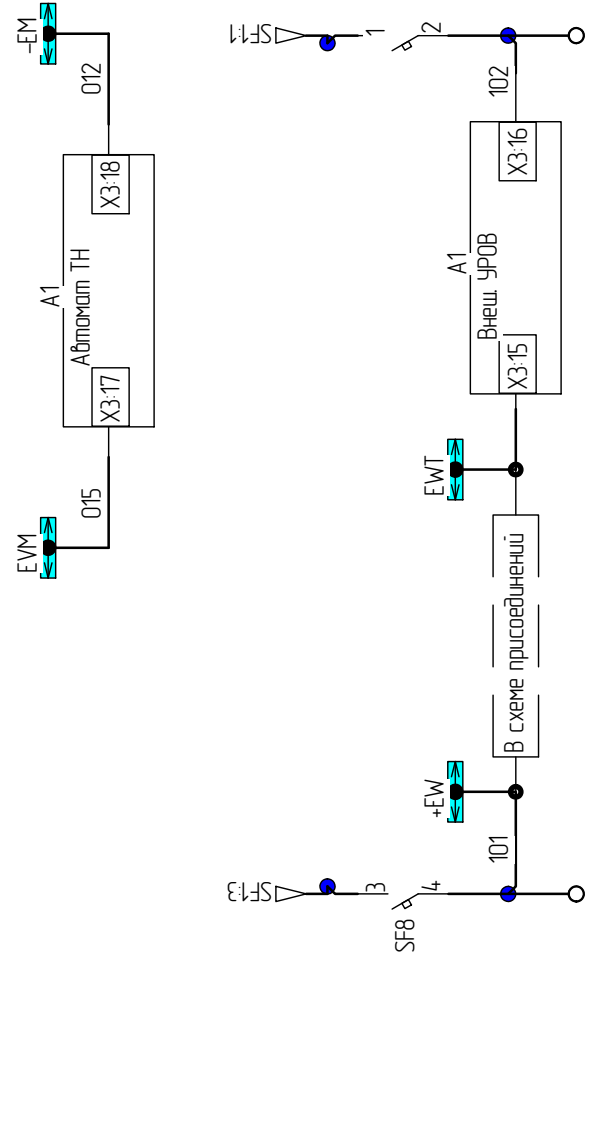 EVM
015
X3:17
A1
Автомат ТН
X3:18
012
-EM
SF1:3
3
4
SF8
101
+EW
В схеме присоединений
EWT
X3:15
A1
Внеш. УРОВ
X3:16
102
SF1:1
1
2